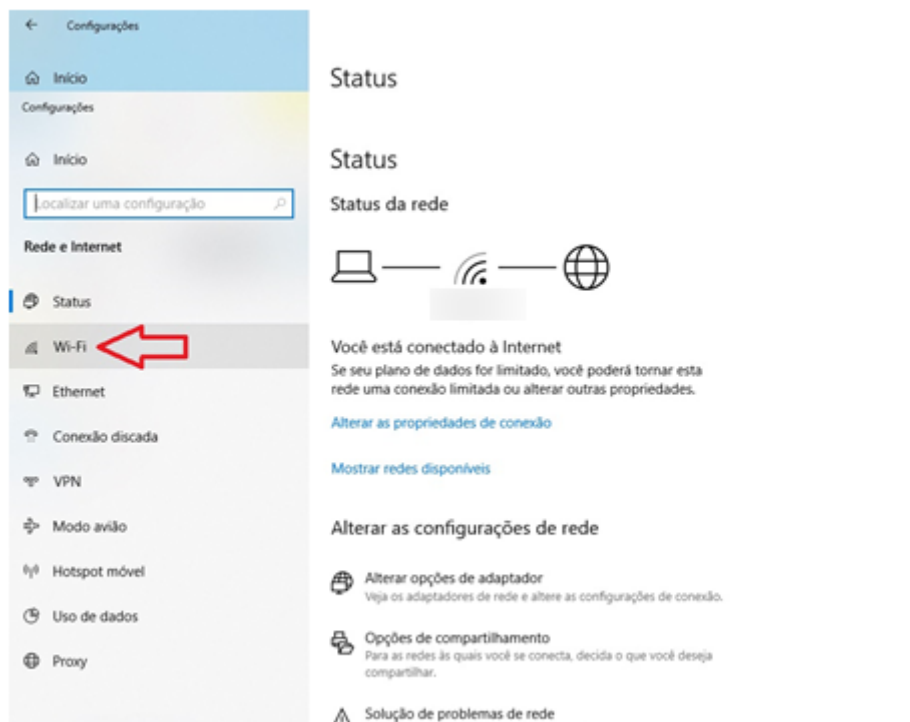 Configurações
Início
Configurações
Início
Localizar uma configuração
Rede e Internet
Status
Wi-Fi
Ethernet
Conexão discada
VPN
Modo avião
Hotspot móvel
Uso de dados
Proxy
Status
Status
Status da rede
Você está conectado à Internet
Se seu plano de dados for limitado, você poderá tornar esta
rede uma conexão limitada ou alterar outras propriedades.
Alterar as propriedades de conexão
Mostrar redes disponíveis
Alterar as configurações de rede
Alterar opções de adaptador
Veja os adaptadores de rede e altere as configurações de conexão.
Opções de compartilhamento
Para as redes às quais você se conecta, decida o que você deseja
compartilhar.
Solução de problemas de rede